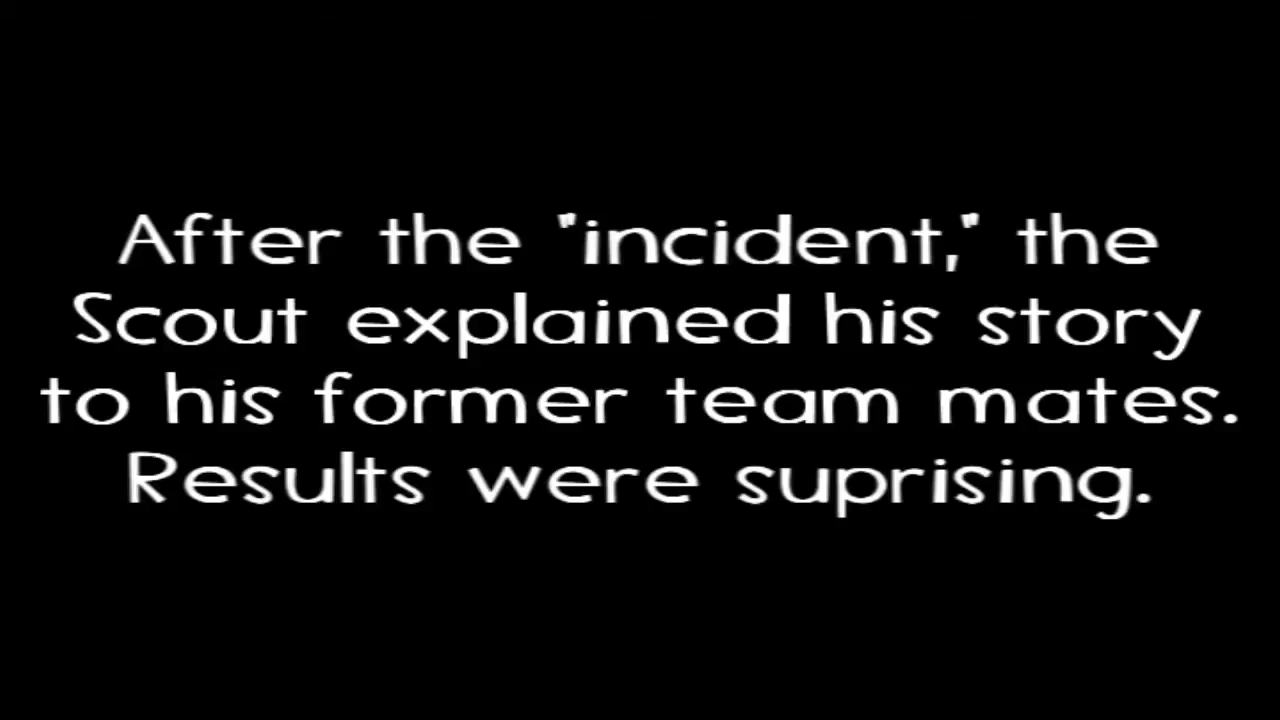 After the "incident," the
Scout explained his story
to his former team mates.
Results were suprising.